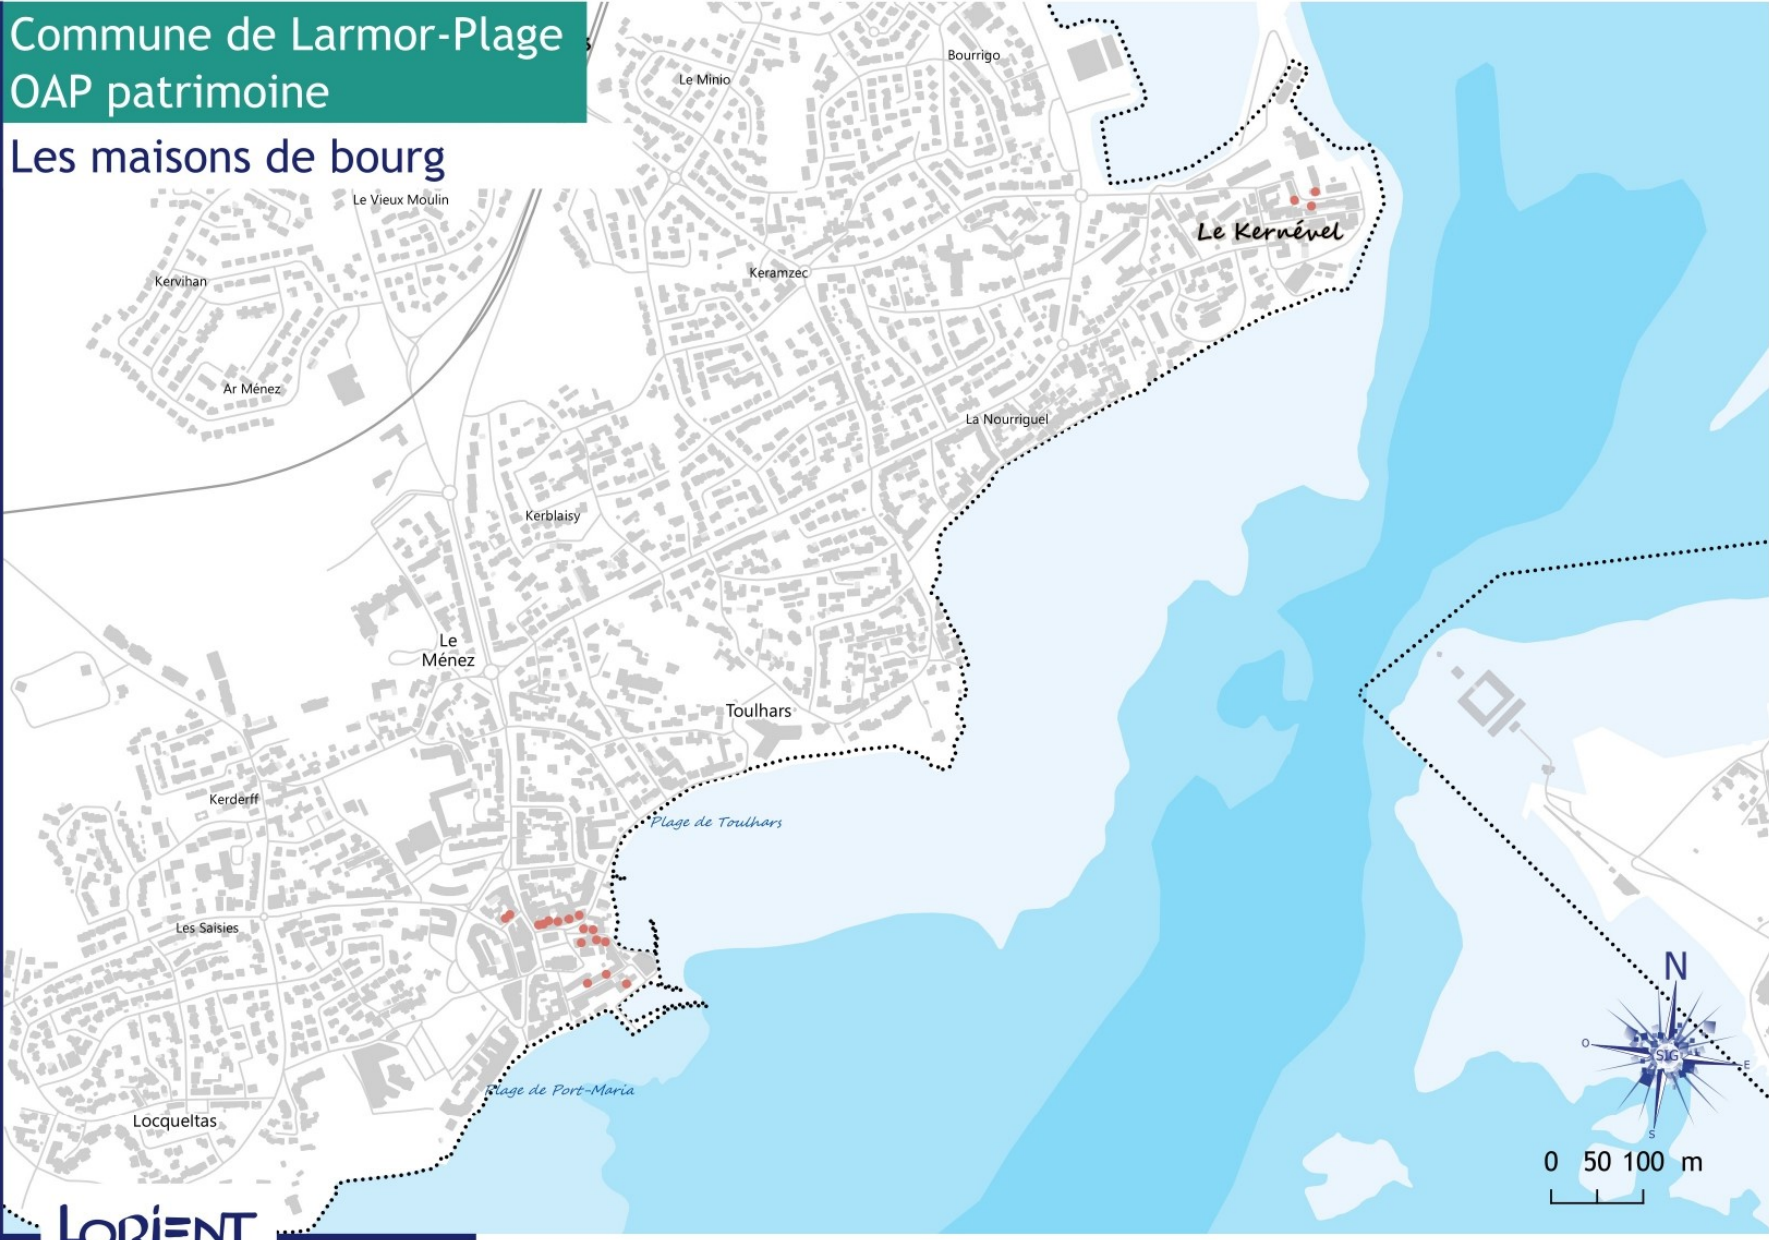 Commune de Larmor-Plage
OAP patrimoine
Les maisons de bourg
Bourrigo
Le Minio
Le Vieux Moulin
Le Kernével
Keramzec
Kervihan
Ar Ménez
La Nourriguel
Kerblaisy
Le
Ménez
Toulhars
Kerderff
Plage de Toulhars
Les Saisies
N
O
SIG
E
S
Plage de Port-Maria
Locqueltas
0 50 100 m
LORIENT